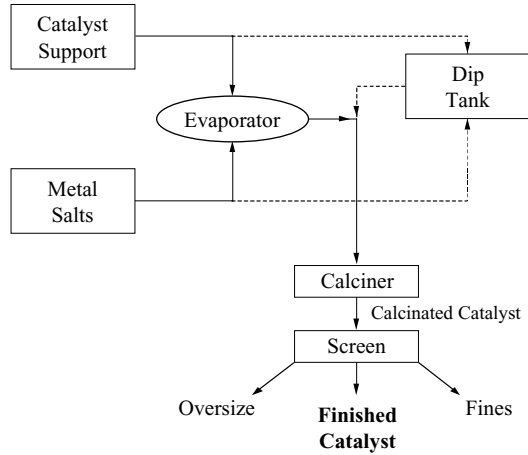 Catalyst
Support
Dip
Tank
Evaporator
Metal
Salts
Calciner
Calcinated Catalyst
Screen
Oversize
Finished
Catalyst
Fines